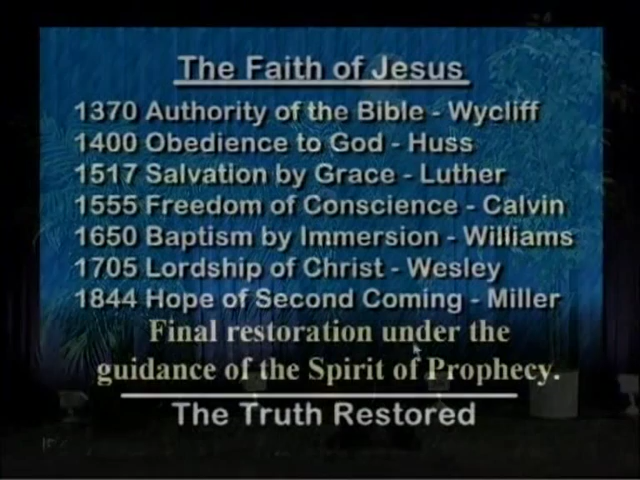 The Faith of Jesus
1370 Authority of the Bible - Wycliff
1400 Obedience to God - Huss
1517 Salvation by Grace - Luther
1555 Freedom of Conscience - Calvin
1650 Baptism by Immersion - Williams
1705 Lordship of Christ - Wesley
1844 Hope of Second Coming - Miller
Final restoration under the
guidance of the Spirit of Prophecy.
The Truth Restored